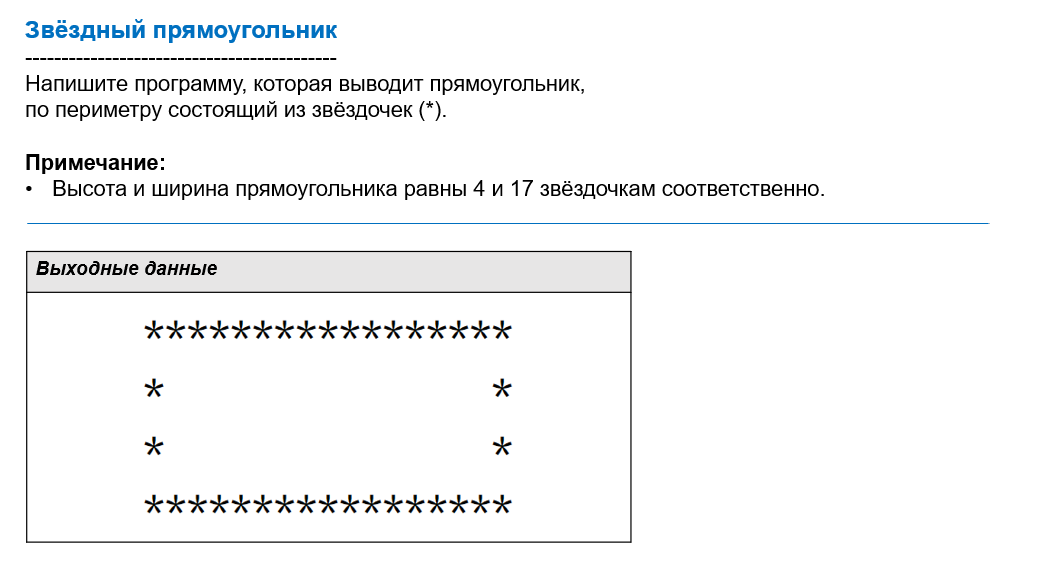 Звёздный прямоугольник
-------------------------------------------
Напишите программу, которая выводит прямоугольник,
по периметру состоящий из звёздочек (*).
Примечание:
• Высота и ширина прямоугольника равны 4 и 17 звёздочкам соответственно.
Выходные данные
*****************
*               *
*               *
*****************